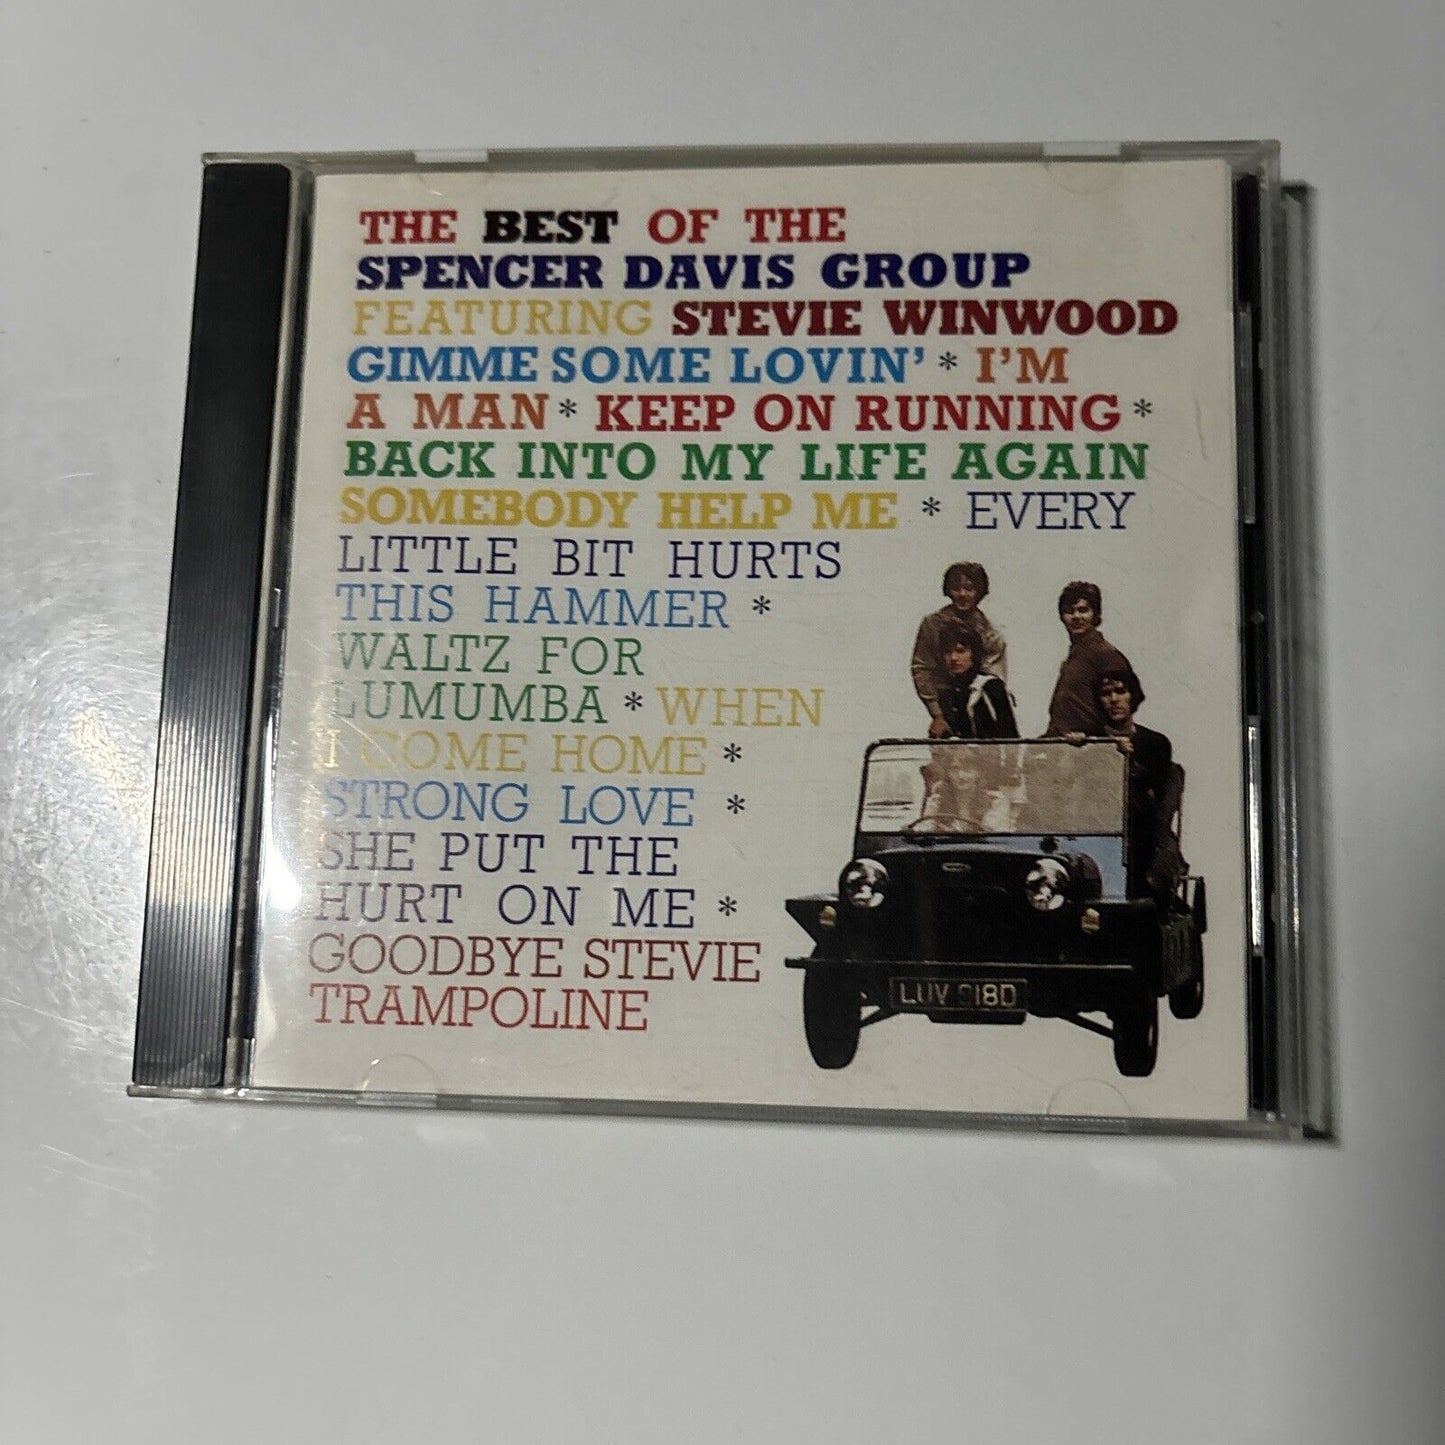 THE BEST OF THE
SPENCER DAVIS GROUP
FEATURING STEVIE WINWOOD
GIMME SOME LOVIN' * I'M
A MAN * KEEP ON RUNNING *
BACK INTO MY LIFE AGAIN
SOMEBODY HELP ME * EVERY
LITTLE BIT HURTS
THIS HAMMER *
WALTZ FOR
LUMUMBA * WHEN
I COME HOME *
STRONG LOVE *
SHE PUT THE
HURT ON ME *
GOODBYE STEVIE
TRAMPOLINE
LUV 918D